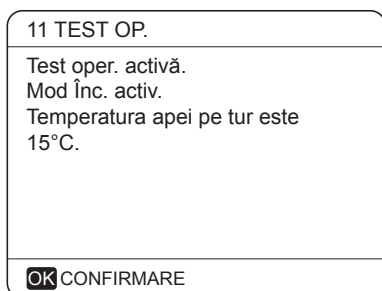 11 TEST OP.
Test oper. activă.
Mod Înc. activ.
Temperatura apei pe tur este
15°C.
OK CONFIRMARE